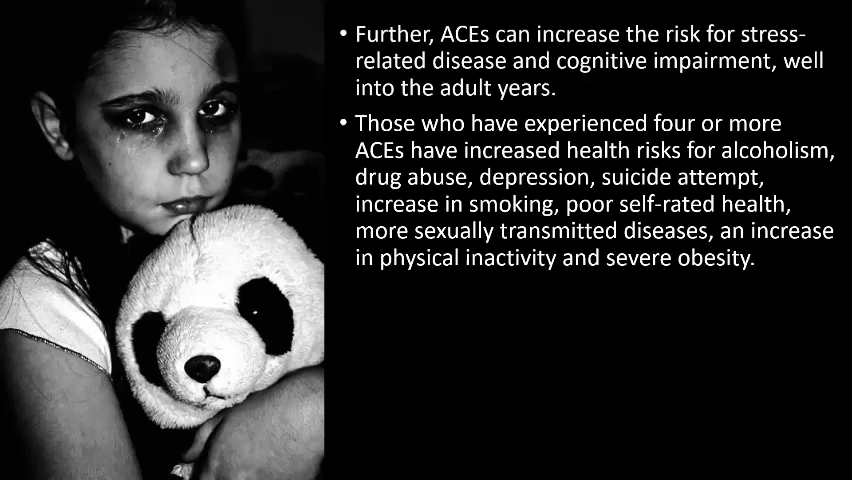 • Further, ACEs can increase the risk for stress-
related disease and cognitive impairment, well
into the adult years.
• Those who have experienced four or more
ACEs have increased health risks for alcoholism,
drug abuse, depression, suicide attempt,
increase in smoking, poor self-rated health,
more sexually transmitted diseases, an increase
in physical inactivity and severe obesity.